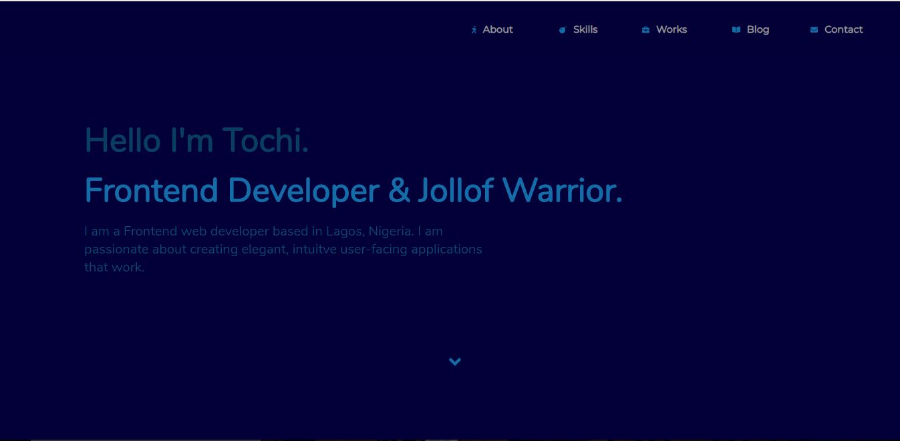 About Skills Works Blog Contact
Hello I'm Tochi.
Frontend Developer & Jollof Warrior.
I am a Frontend web developer based in Lagos, Nigeria. I am
passionate about creating elegant, intuitve user-facing applications
that work.